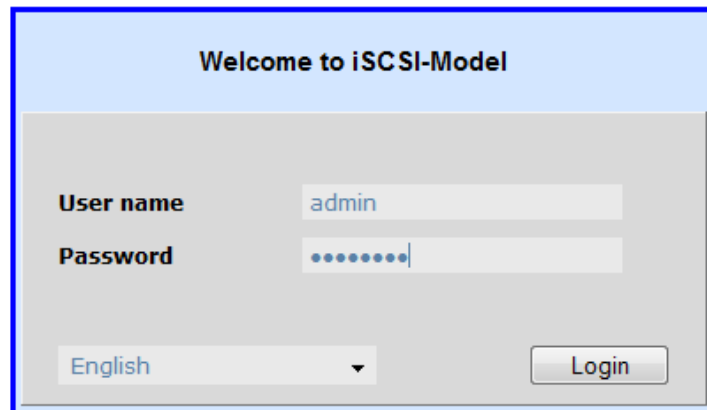 Welcome to iSCSI-Model
User name admin
Password ••••••••
English Login